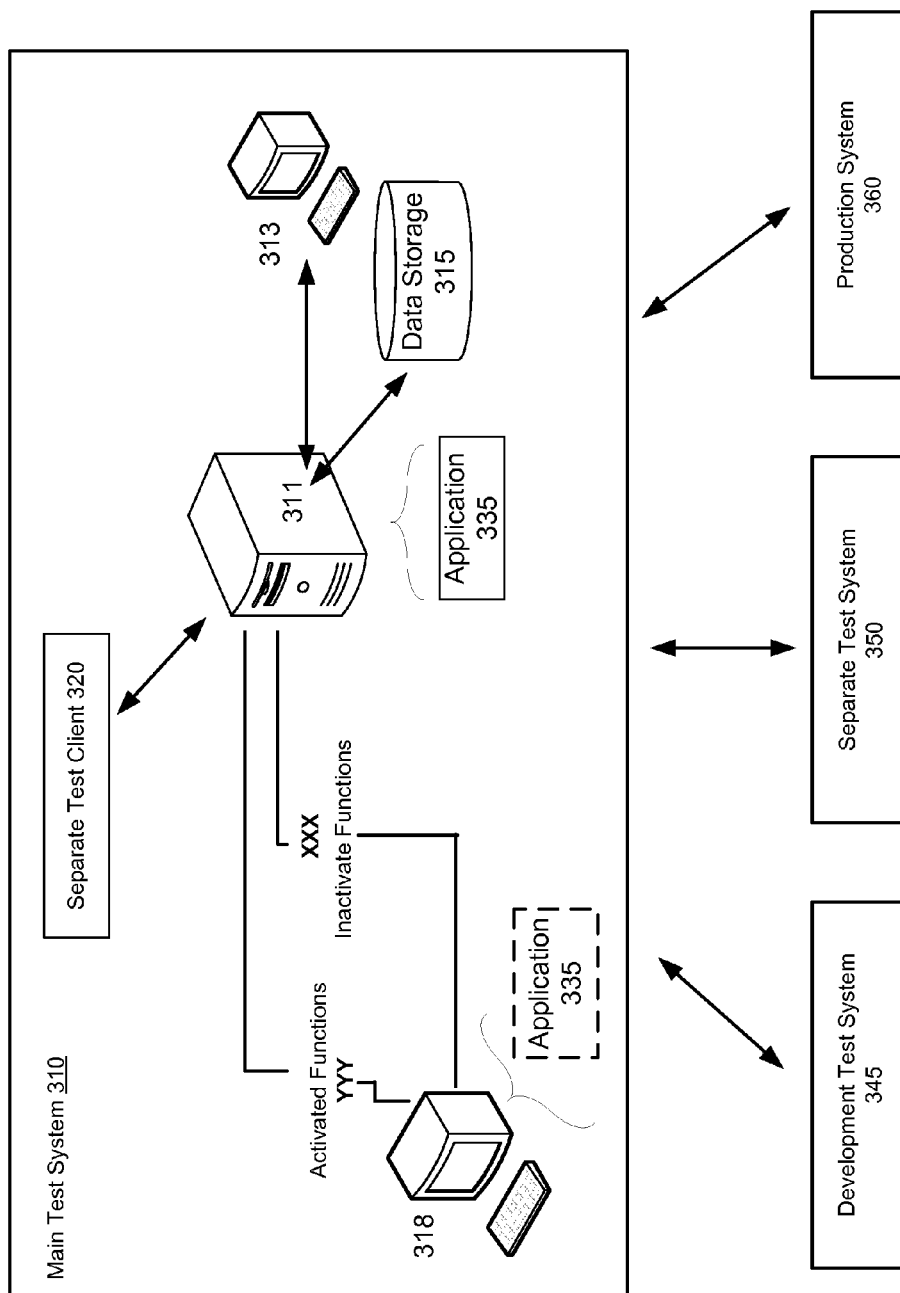 Main Test System 310
Separate Test Client 320
Activated Functions
YYY
XXX
Inactivate Functions
311
313
Data Storage
315
Application
335
318
Application
335
Development Test System
345
Separate Test System
350
Production System
360